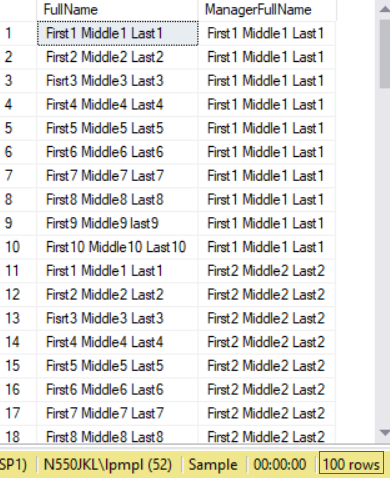 FullName ManagerFullName
1 First1 Middle1 Last1 First1 Middle1 Last1
2 First2 Middle2 Last2 First1 Middle1 Last1
3 Fisrt3 Middle3 Last3 First1 Middle1 Last1
4 First4 Middle4 Last4 First1 Middle1 Last1
5 First5 Middle5 Last5 First1 Middle1 Last1
6 First6 Middle6 Last6 First1 Middle1 Last1
7 First7 Middle7 Last7 First1 Middle1 Last1
8 First8 Middle8 Last8 First1 Middle1 Last1
9 First9 Middle9 last9 First1 Middle1 Last1
10 First10 Middle10 Last10 First1 Middle1 Last1
11 First1 Middle1 Last1 First2 Middle2 Last2
12 First2 Middle2 Last2 First2 Middle2 Last2
13 Fisrt3 Middle3 Last3 First2 Middle2 Last2
14 First4 Middle4 Last4 First2 Middle2 Last2
15 First5 Middle5 Last5 First2 Middle2 Last2
16 First6 Middle6 Last6 First2 Middle2 Last2
17 First7 Middle7 Last7 First2 Middle2 Last2
18 First8 Middle8 Last8 First2 Middle2 Last2
SP1) N550JKL\lpmpl (52) Sample 00:00:00 100 rows